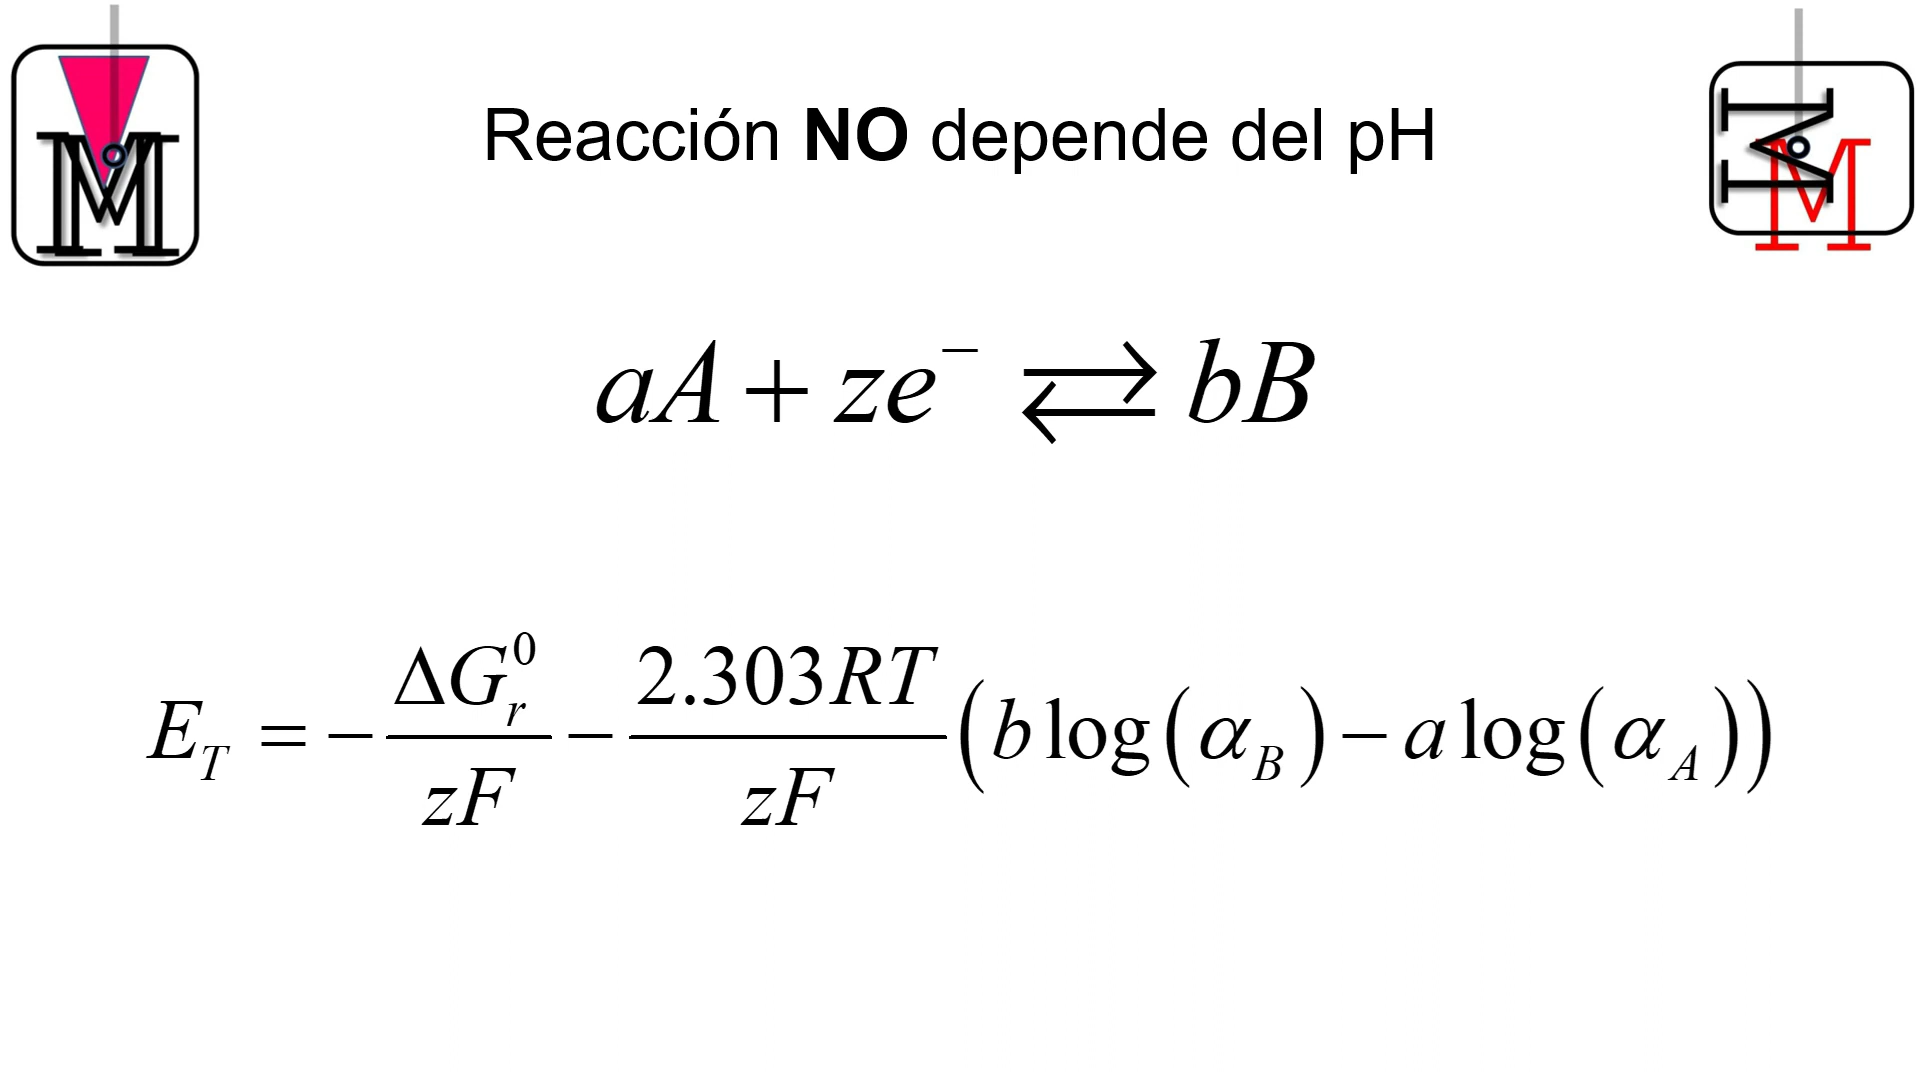 Reacción NO depende del pH
M M
M M
aA + ze⁻ ⇄ bB
E_T = − ΔG_r^0 / zF − 2.303RT / zF (b log(α_B) − a log(α_A))